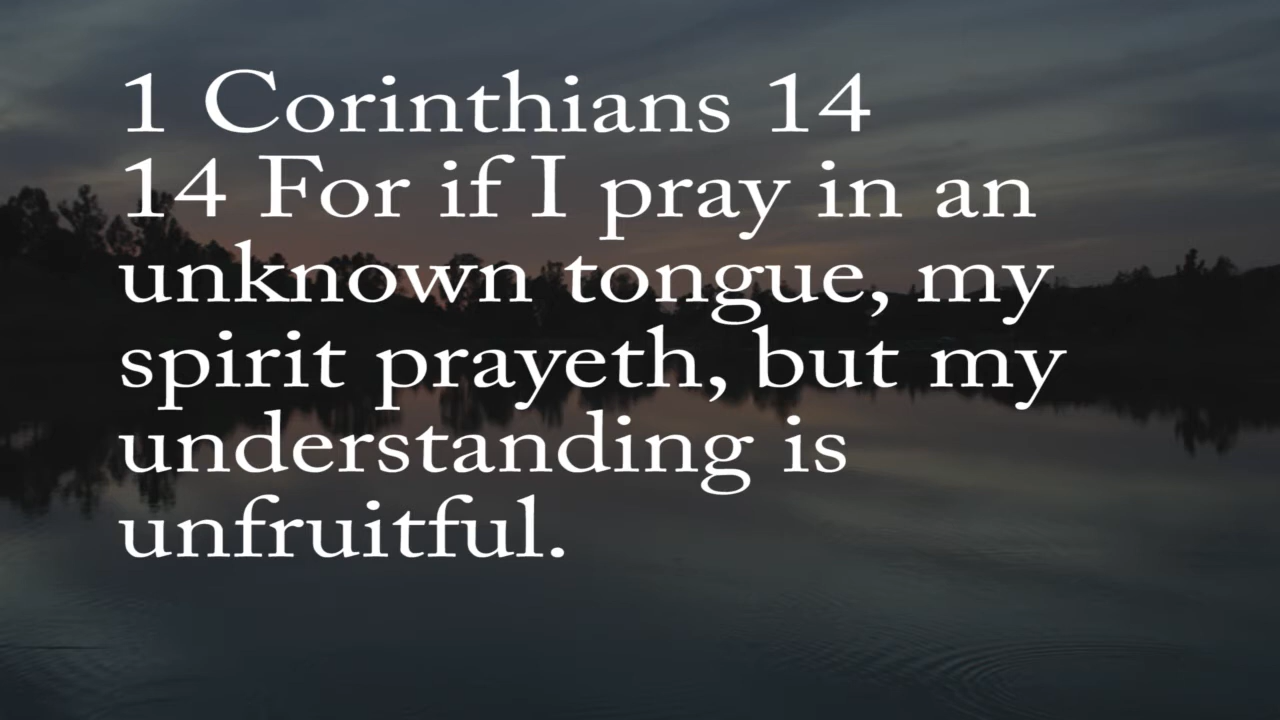 1 Corinthians 14
14 For if I pray in an
unknown tongue, my
spirit prayeth, but my
understanding is
unfruitful.